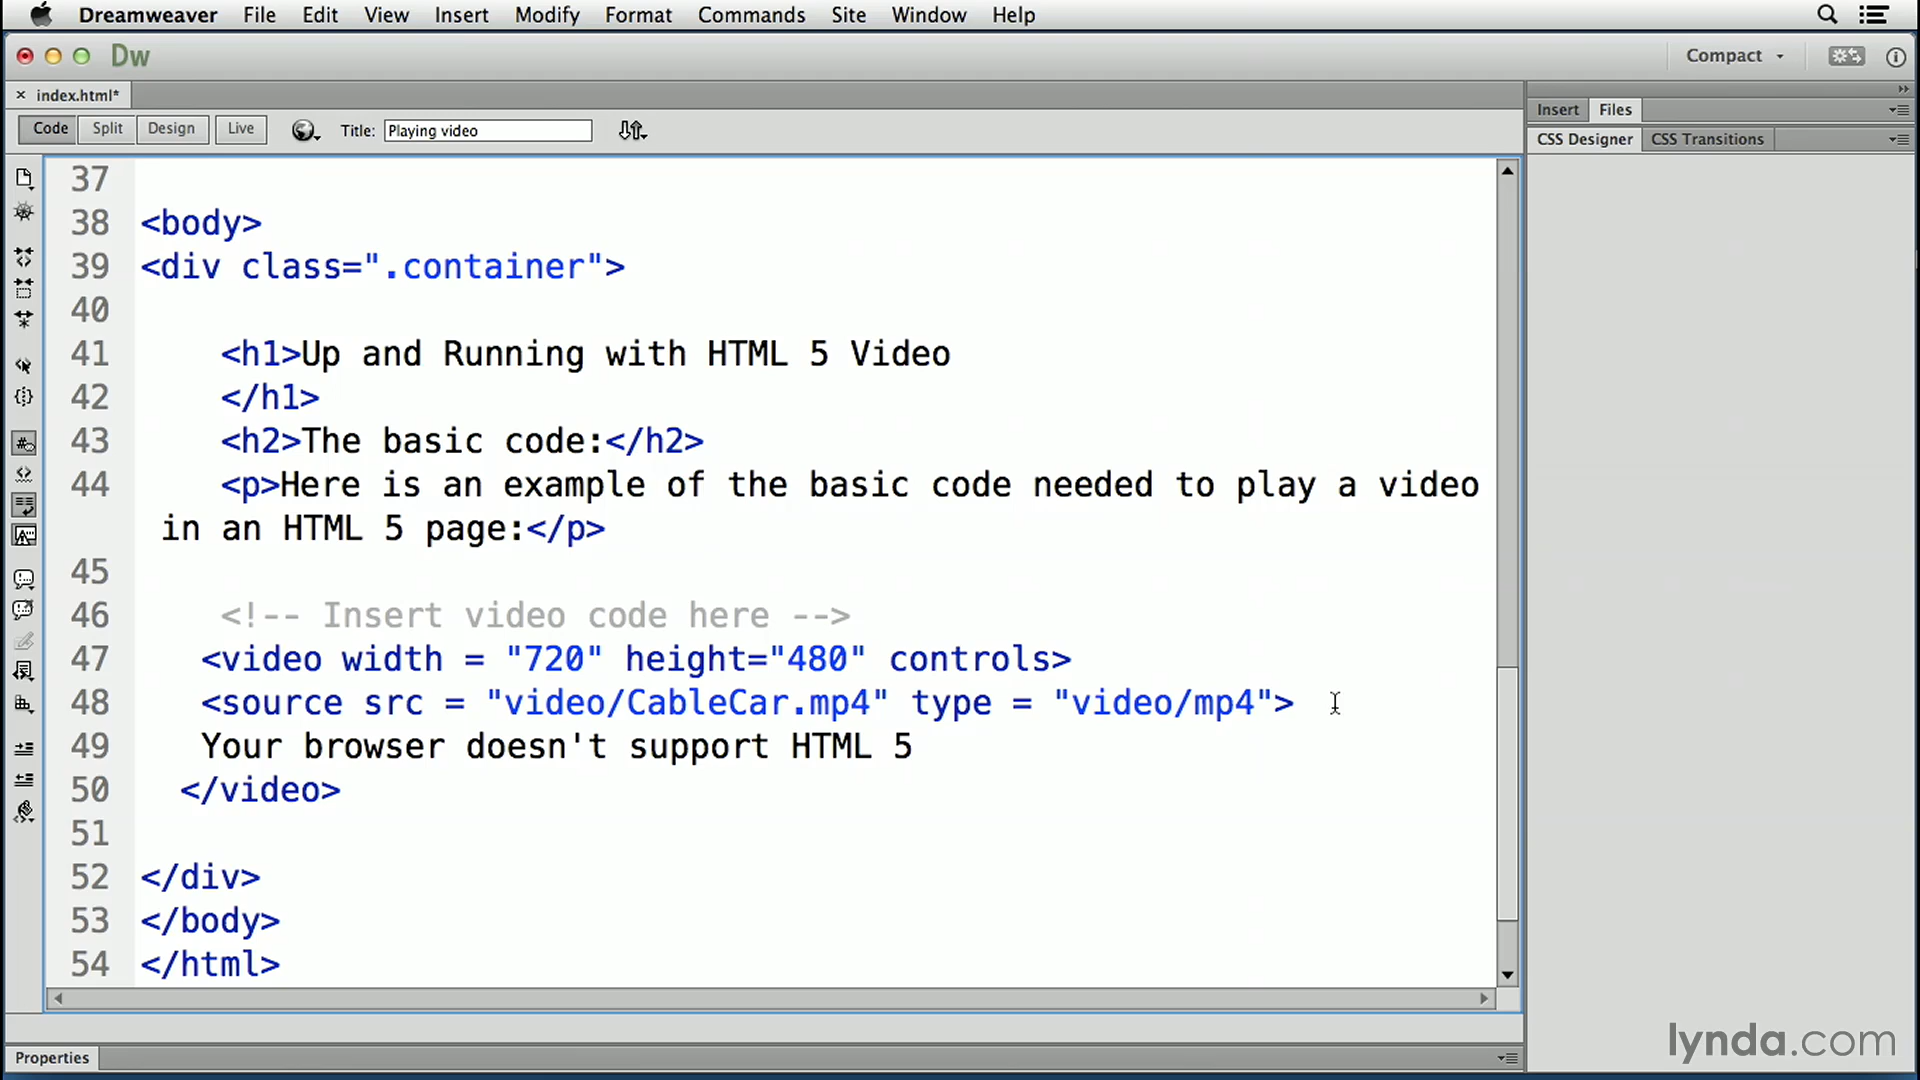 Dreamweaver File Edit View Insert Modify Format Commands Site Window Help
Dw Compact
index.html*
Code Split Design Live Title: Playing video
Insert Files
CSS Designer CSS Transitions
37
38 <body>
39 <div class=".container">
40
41 <h1>Up and Running with HTML 5 Video
42 </h1>
43 <h2>The basic code:</h2>
44 <p>Here is an example of the basic code needed to play a video
in an HTML 5 page:</p>
45
46 <!-- Insert video code here -->
47 <video width = "720" height="480" controls>
48 <source src = "video/CableCar.mp4" type = "video/mp4">
49 Your browser doesn't support HTML 5
50 </video>
51
52 </div>
53 </body>
54 </html>
Properties
lynda.com